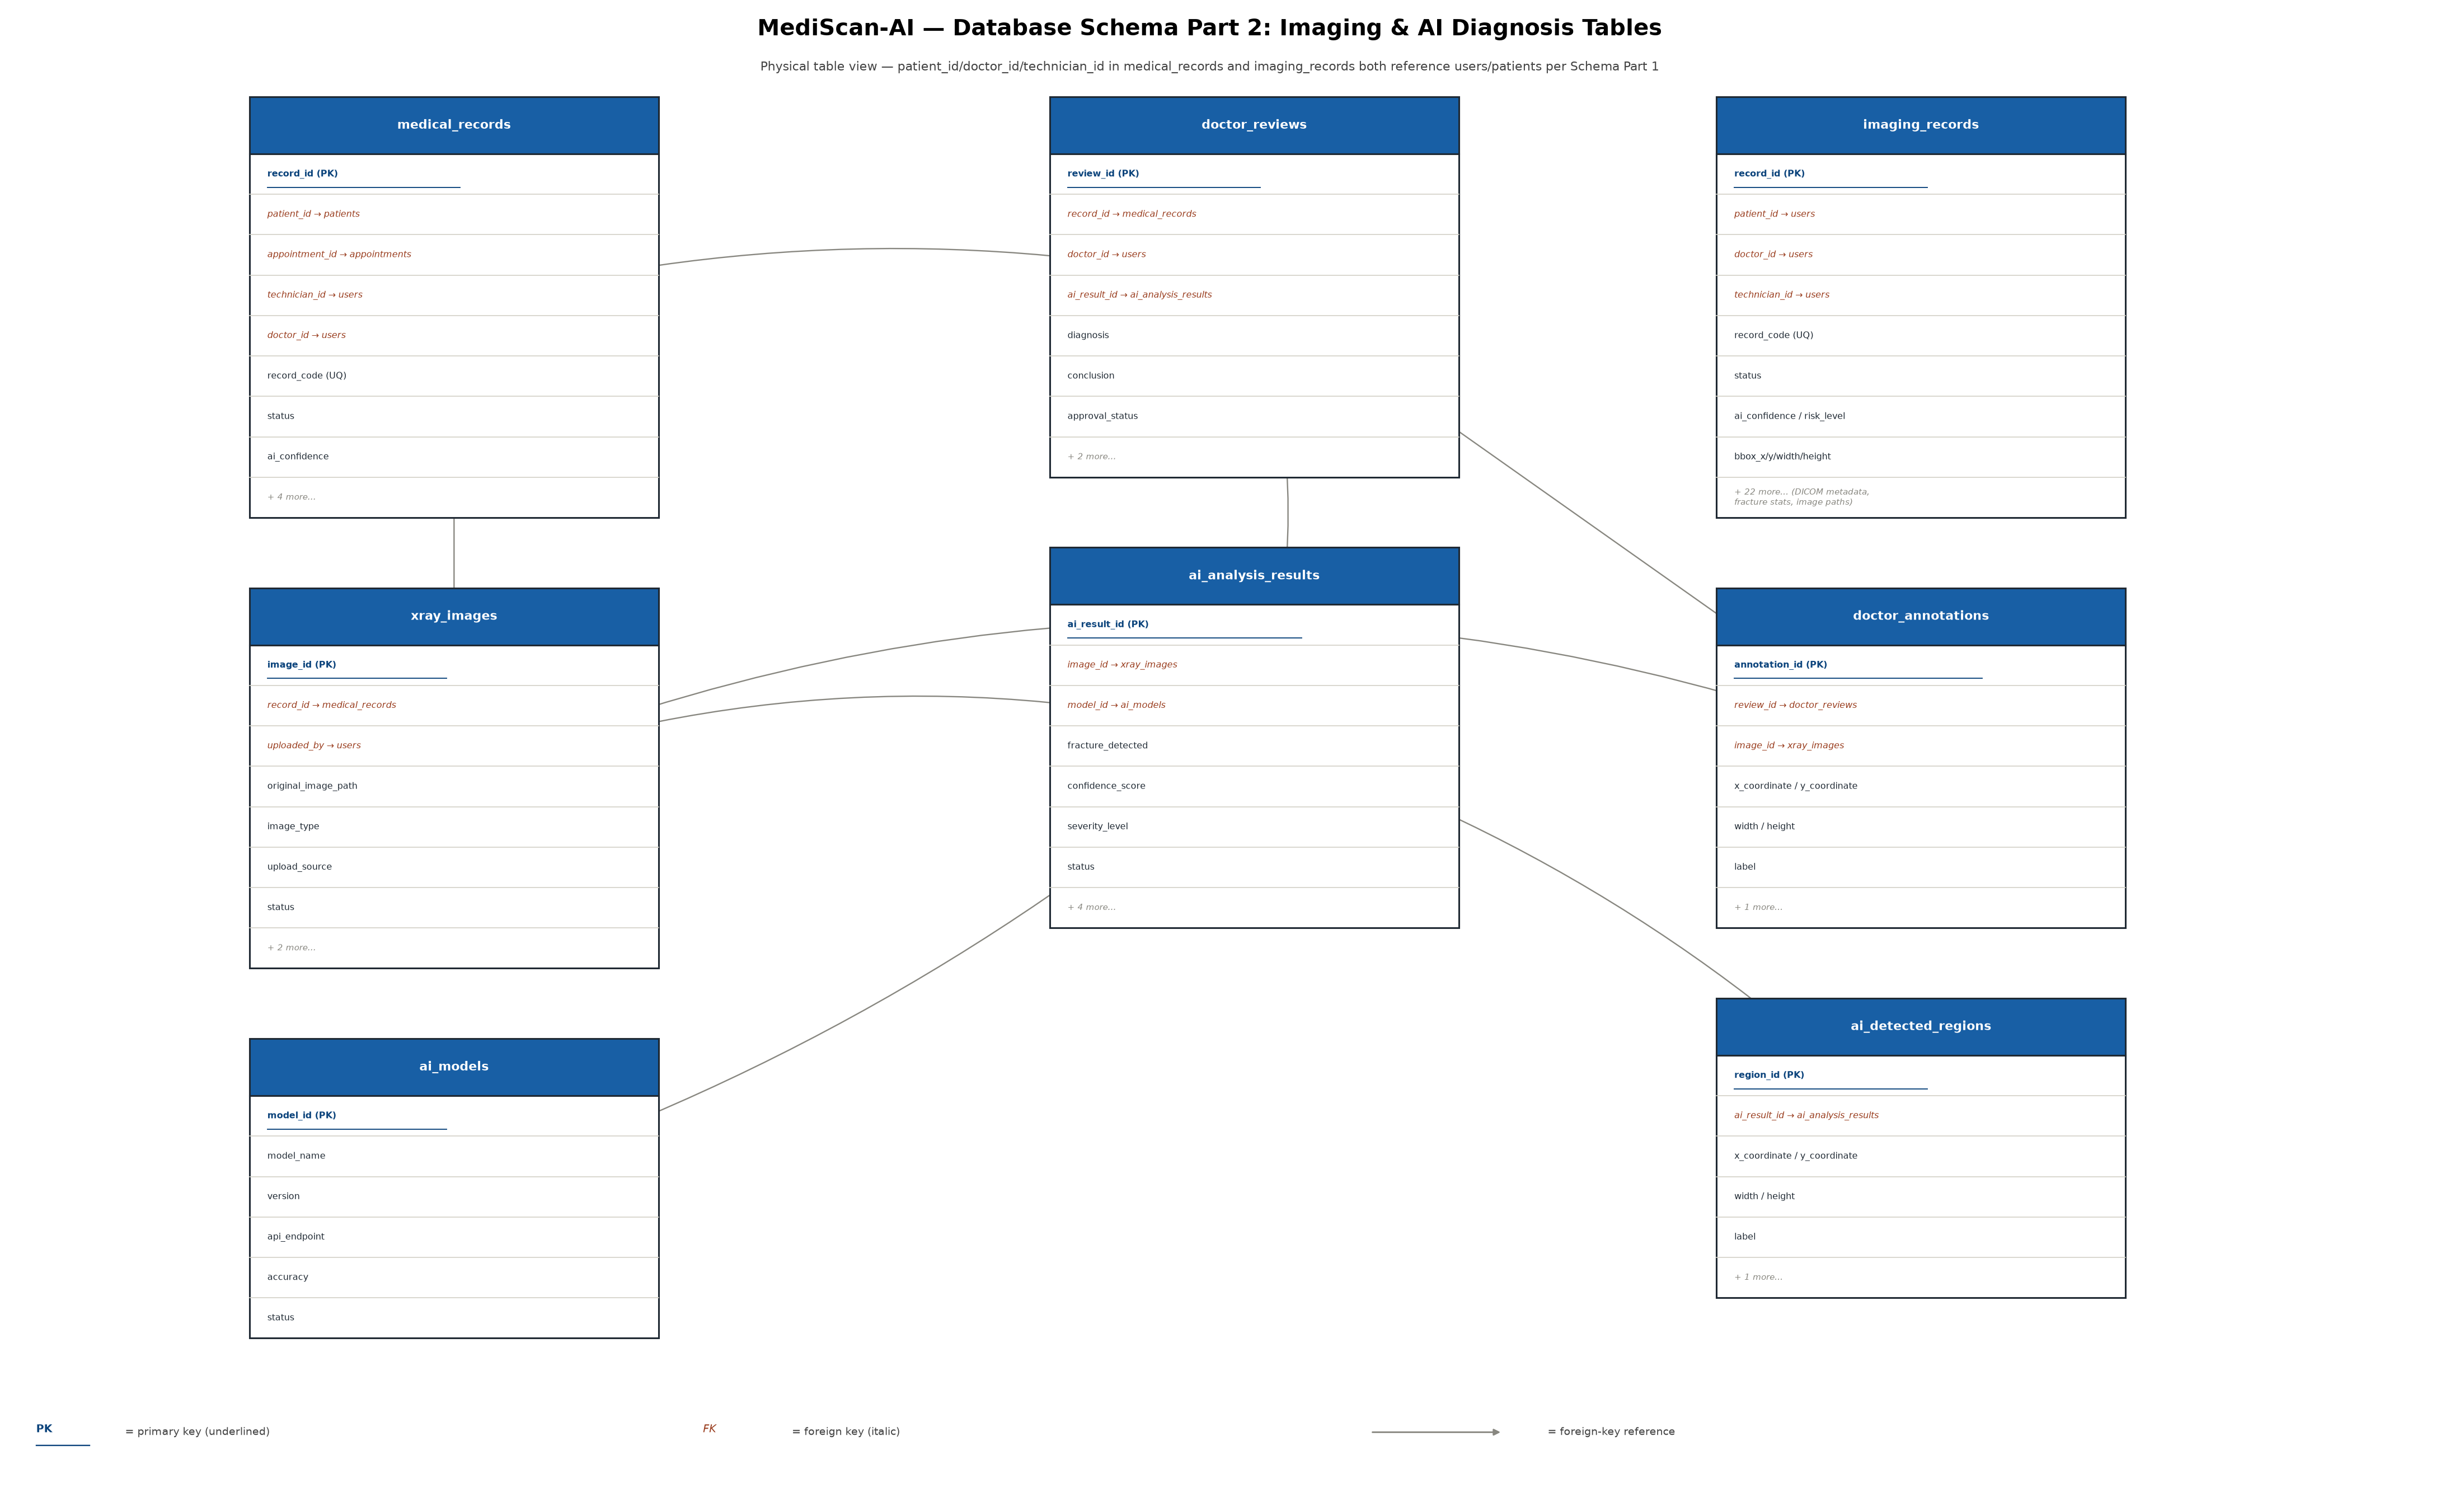 MediScan-AI — Database Schema Part 2: Imaging & AI Diagnosis Tables
Physical table view — patient_id/doctor_id/technician_id in medical_records and imaging_records both reference users/patients per Schema Part 1
medical_records
record_id (PK)
patient_id → patients
appointment_id → appointments
technician_id → users
doctor_id → users
record_code (UQ)
status
ai_confidence
+ 4 more...
doctor_reviews
review_id (PK)
record_id → medical_records
doctor_id → users
ai_result_id → ai_analysis_results
diagnosis
conclusion
approval_status
+ 2 more...
imaging_records
record_id (PK)
patient_id → users
doctor_id → users
technician_id → users
record_code (UQ)
status
ai_confidence / risk_level
bbox_x/y/width/height
+ 22 more... (DICOM metadata,
fracture stats, image paths)
xray_images
image_id (PK)
record_id → medical_records
uploaded_by → users
original_image_path
image_type
upload_source
status
+ 2 more...
ai_analysis_results
ai_result_id (PK)
image_id → xray_images
model_id → ai_models
fracture_detected
confidence_score
severity_level
status
+ 4 more...
doctor_annotations
annotation_id (PK)
review_id → doctor_reviews
image_id → xray_images
x_coordinate / y_coordinate
width / height
label
+ 1 more...
ai_models
model_id (PK)
model_name
version
api_endpoint
accuracy
status
ai_detected_regions
region_id (PK)
ai_result_id → ai_analysis_results
x_coordinate / y_coordinate
width / height
label
+ 1 more...
PK = primary key (underlined)
FK = foreign key (italic)
= foreign-key reference